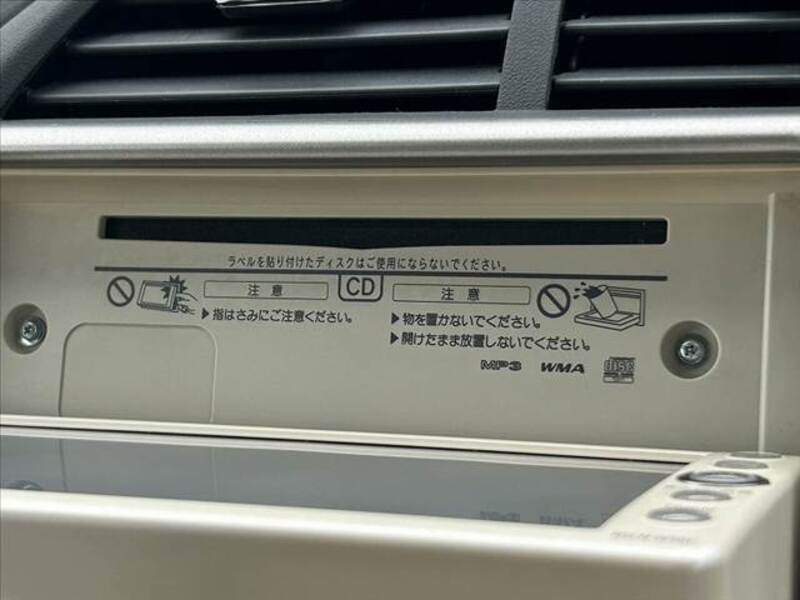 ラベルを貼り付けたディスクはご使用にならないでください。
注意
CD
注意
▶指はさみにご注意ください。
▶物を置かないでください。
▶開けたまま放置しないでください。
MP3 WMA disc